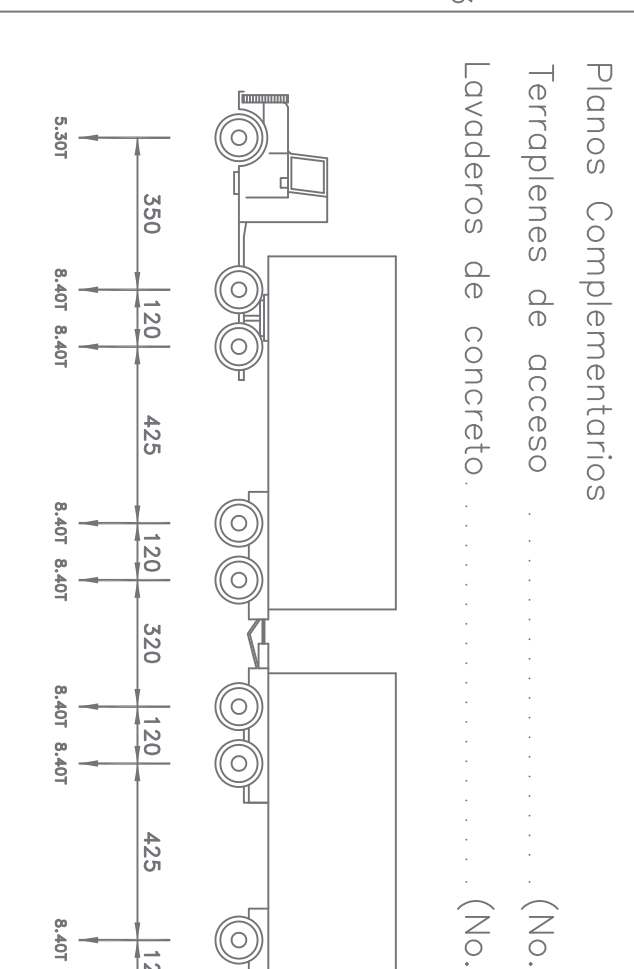 Planos Complementarios
Terraplenes de acceso . . . . . . . . . . . . . . . . . . (No.
Lavaderos de concreto. . . . . . . . . . . . . . . . . . . . (No.
350 120 425 120 320 120 425
5.30T 8.40T 8.40T 8.40T 8.40T 8.40T 8.40T 8.40T